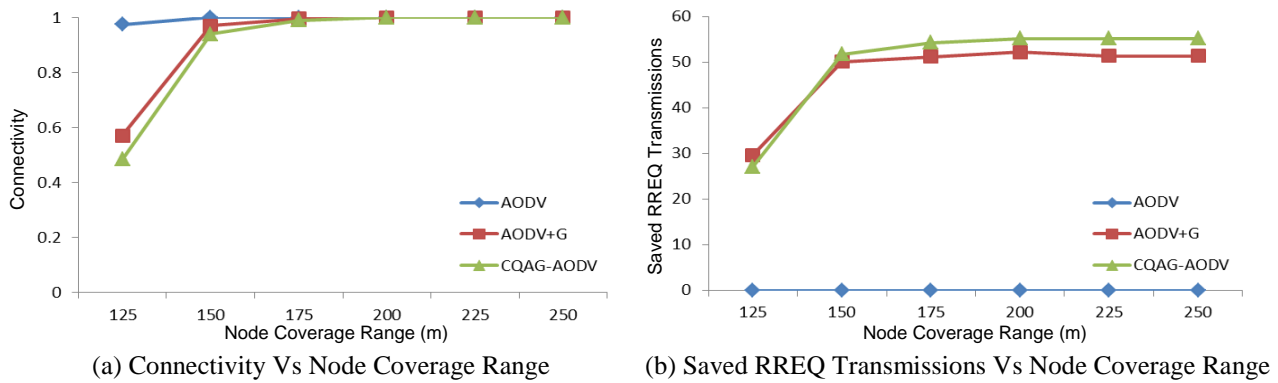 1
0.8
0.6
0.4
0.2
0
Connectivity
AODV
AODV+G
CQAG-AODV
125 150 175 200 225 250
Node Coverage Range (m)
(a) Connectivity Vs Node Coverage Range
60
50
40
30
20
10
0
Saved RREQ Transmissions
AODV
AODV+G
CQAG-AODV
125 150 175 200 225 250
Node Coverage Range (m)
(b) Saved RREQ Transmissions Vs Node Coverage Range